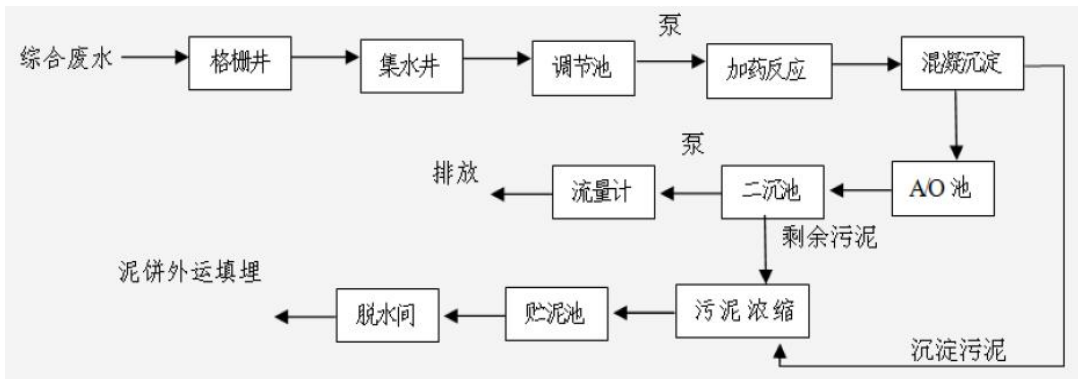 泵
综合废水
格栅井
集水井
调节池
加药反应
混凝沉淀
泵
排放
流量计
二沉池
A/O 池
剩余污泥
泥饼外运填埋
脱水间
贮泥池
污泥浓缩
沉淀污泥